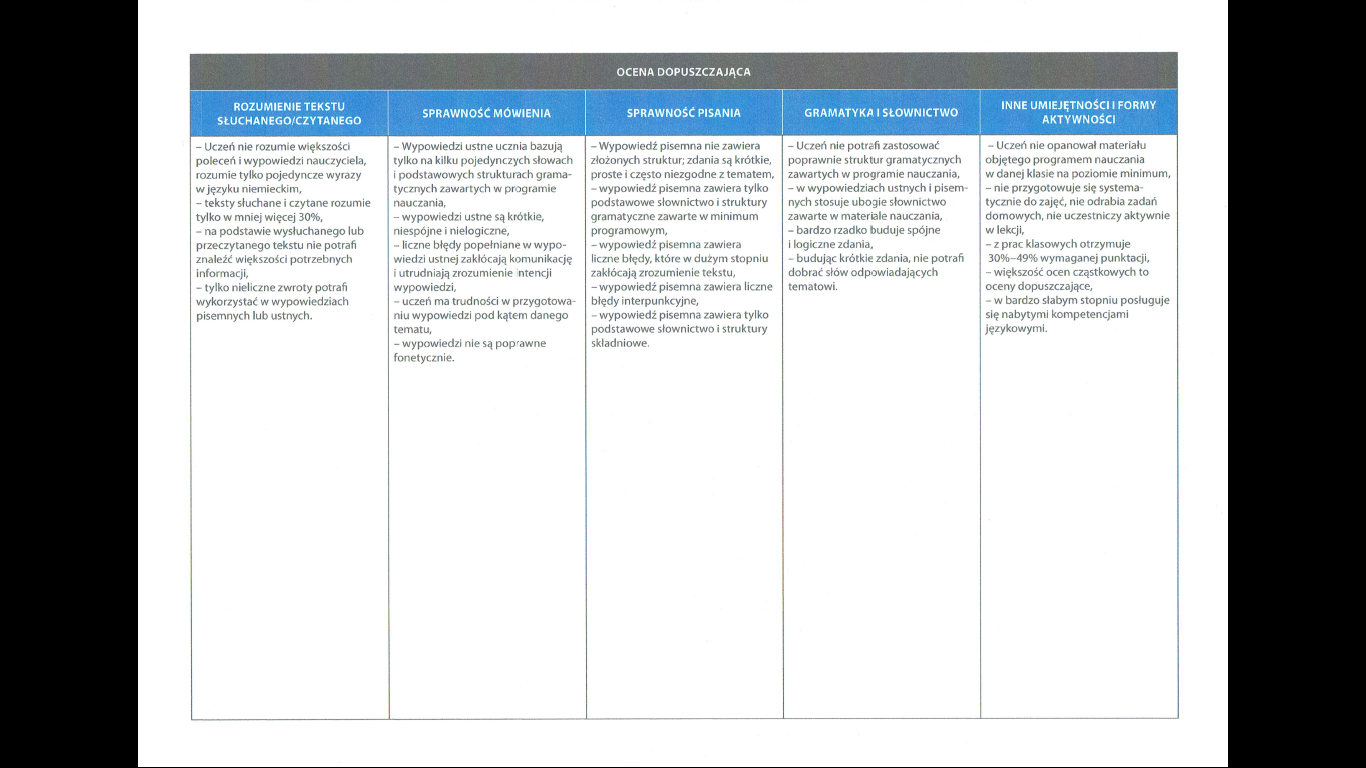 OCENA DOPUSZCZAJĄCA
ROZUMIENIE TEKSTU
SŁUCHANEGO/CZYTANEGO
– Uczeń nie rozumie większości
poleceń i wypowiedzi nauczyciela,
rozumie tylko pojedyncze wyrazy
w języku niemieckim,
– teksty słuchane i czytane rozumie
tylko w mniej więcej 30%,
– na podstawie wysłuchanego lub
przeczytanego tekstu nie potrafi
znaleźć większości potrzebnych
informacji,
– tylko nieliczne zwroty potrafi
wykorzystać w wypowiedziach
pisemnych lub ustnych.
SPRAWNOŚĆ MÓWIENIA
– Wypowiedzi ustne ucznia bazują
tylko na kilku pojedynczych słowach
i podstawowych strukturach grama-
tycznych zawartych w programie
nauczania,
– wypowiedzi ustne są krótkie,
niespójne i nielogiczne,
– liczne błędy popełniane w wypo-
wiedzi ustnej zakłócają komunikację
i utrudniają zrozumienie intencji
wypowiedzi,
– uczeń ma trudności w przygotowa-
niu wypowiedzi pod kątem danego
tematu,
– wypowiedzi nie są poprawne
fonetycznie.
SPRAWNOŚĆ PISANIA
– Wypowiedź pisemna nie zawiera
złożonych struktur; zdania są krótkie,
proste i często niezgodne z tematem,
– wypowiedź pisemna zawiera tylko
podstawowe słownictwo i struktury
gramatyczne zawarte w minimum
programowym,
– wypowiedź pisemna zawiera
liczne błędy, które w dużym stopniu
zakłócają zrozumienie tekstu,
– wypowiedź pisemna zawiera liczne
błędy interpunkcyjne,
– wypowiedź pisemna zawiera tylko
podstawowe słownictwo i struktury
składniowe.
GRAMATYKA I SŁOWNICTWO
– Uczeń nie potrafi zastosować
poprawnie struktur gramatycznych
zawartych w programie nauczania,
– w wypowiedziach ustnych i pisem-
nych stosuje ubogie słownictwo
zawarte w materiale nauczania,
– bardzo rzadko buduje spójne
i logiczne zdania,
– budując krótkie zdania, nie potrafi
dobrać słów odpowiadających
tematowi.
INNE UMIEJĘTNOŚCI I FORMY
AKTYWNOŚCI
– Uczeń nie opanował materiału
objętego programem nauczania
w danej klasie na poziomie minimum,
– nie przygotowuje się systema-
tycznie do zajęć, nie odrabia zadań
domowych, nie uczestniczy aktywnie
w lekcji,
– z prac klasowych otrzymuje
30%–49% wymaganej punktacji,
– większość ocen cząstkowych to
oceny dopuszczające,
– w bardzo słabym stopniu posługuje
się nabytymi kompetencjami
językowymi.